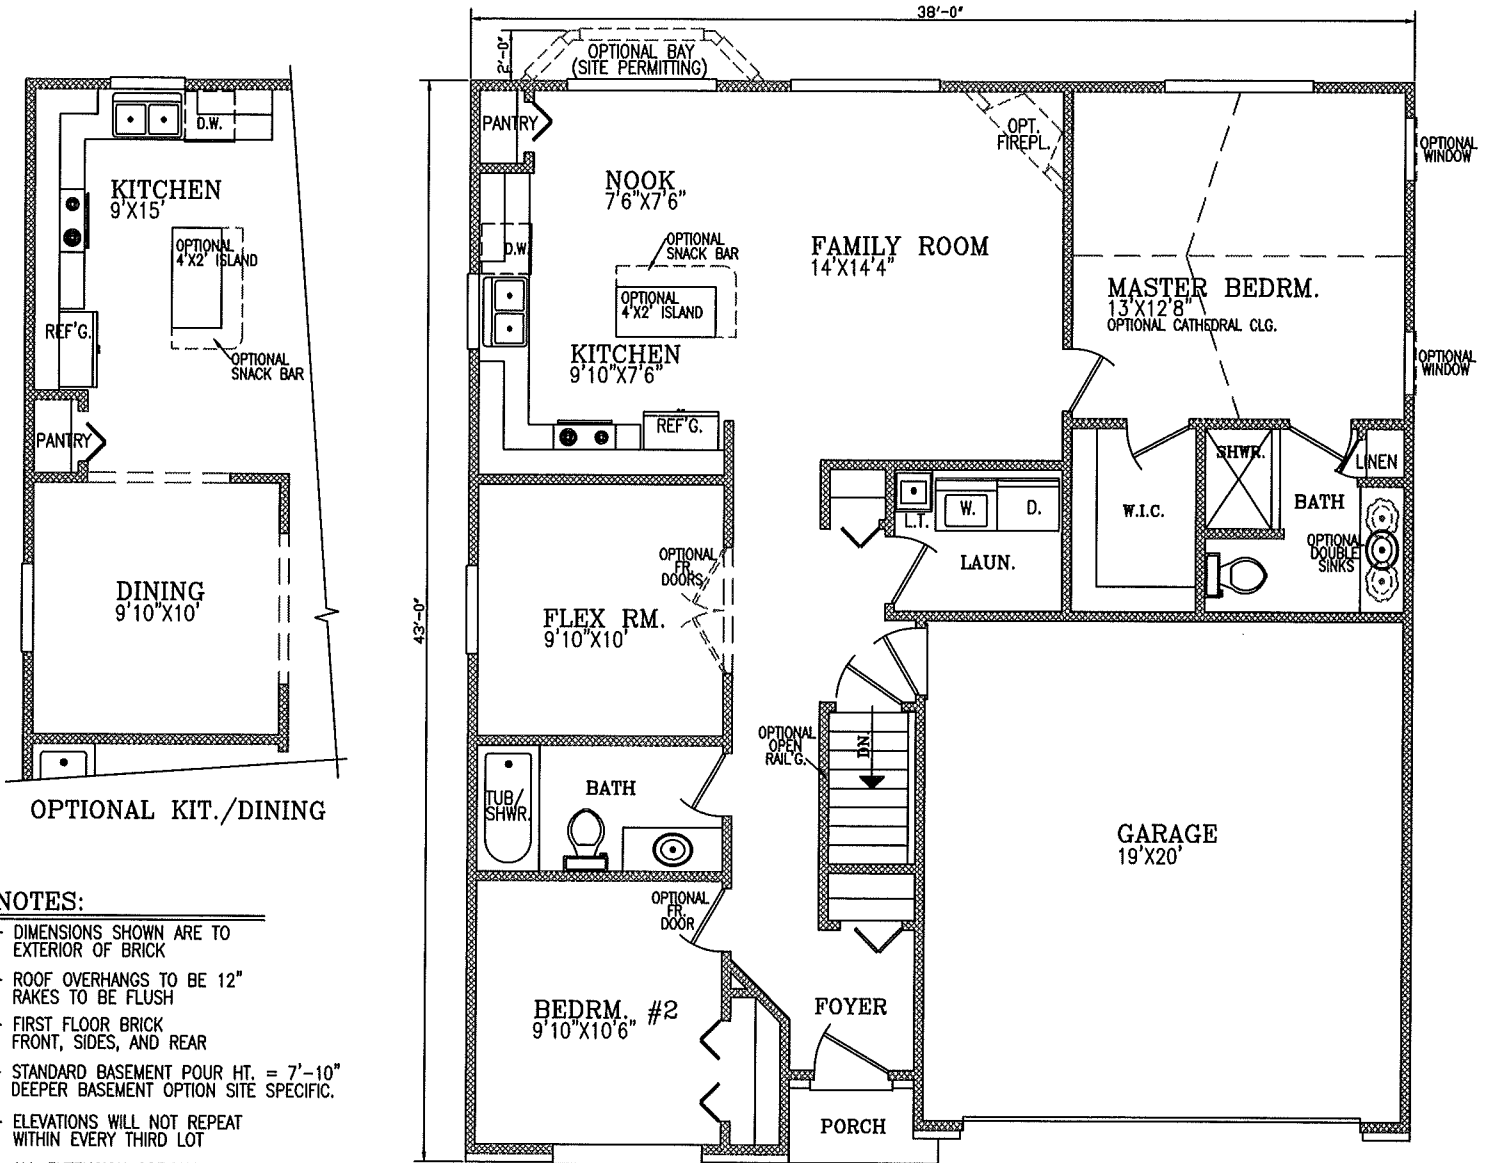 38'-0"
2'-0"
OPTIONAL BAY
(SITE PERMITTING)
43'-0"
D.W.
KITCHEN
9'X15'
OPTIONAL
4'X2' ISLAND
REF'G.
OPTIONAL
SNACK BAR
PANTRY
DINING
9'10"X10'
OPTIONAL KIT./DINING
PANTRY
NOOK
7'6"X7'6"
D.W.
OPTIONAL
SNACK BAR
OPTIONAL
4'X2' ISLAND
KITCHEN
9'10"X7'6"
REF'G.
OPT.
FIREPL.
FAMILY ROOM
14'X14'4"
OPTIONAL
WINDOW
MASTER BEDRM.
13'X12'8"
OPTIONAL CATHEDRAL CLG.
OPTIONAL
WINDOW
SHWR.
LINEN
BATH
W.I.C.
OPTIONAL
DOUBLE
SINKS
L.T.
W.
D.
LAUN.
OPTIONAL
FR.
DOORS
FLEX RM.
9'10"X10'
OPTIONAL
OPEN
RAIL'G.
DN.
TUB/
SHWR.
BATH
GARAGE
19'X20'
OPTIONAL
FR.
DOOR
BEDRM. #2
9'10"X10'6"
FOYER
PORCH
NOTES:
- DIMENSIONS SHOWN ARE TO
EXTERIOR OF BRICK
- ROOF OVERHANGS TO BE 12"
RAKES TO BE FLUSH
- FIRST FLOOR BRICK
FRONT, SIDES, AND REAR
- STANDARD BASEMENT POUR HT. = 7'-10"
DEEPER BASEMENT OPTION SITE SPECIFIC.
- ELEVATIONS WILL NOT REPEAT
WITHIN EVERY THIRD LOT